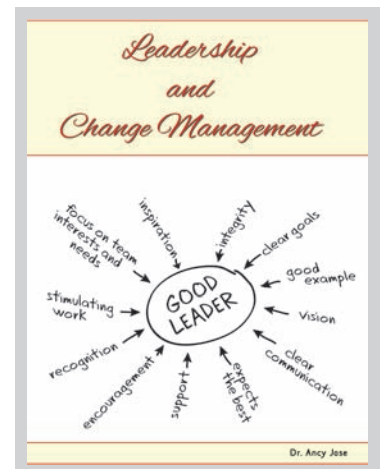 Leadership
and
Change Management
focus on team
interests and
needs
inspiration
integrity
clear goals
good
example
vision
clear
communication
expects
the best
support
encouragement
recognition
stimulating
work
GOOD
LEADER
Dr. Ancy Jose